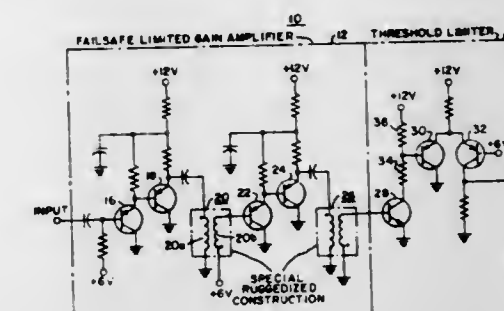 10
FAILSAFE LIMITED GAIN AMPLIFIER 12 THRESHOLD LIMITER
+12V +12V
+12V +12V
36 30 32
+6V
18 24
34
16 22 28
20 26
INPUT
20a 20b
+6V +6V
SPECIAL
RUGGEDIZED
CONSTRUCTION